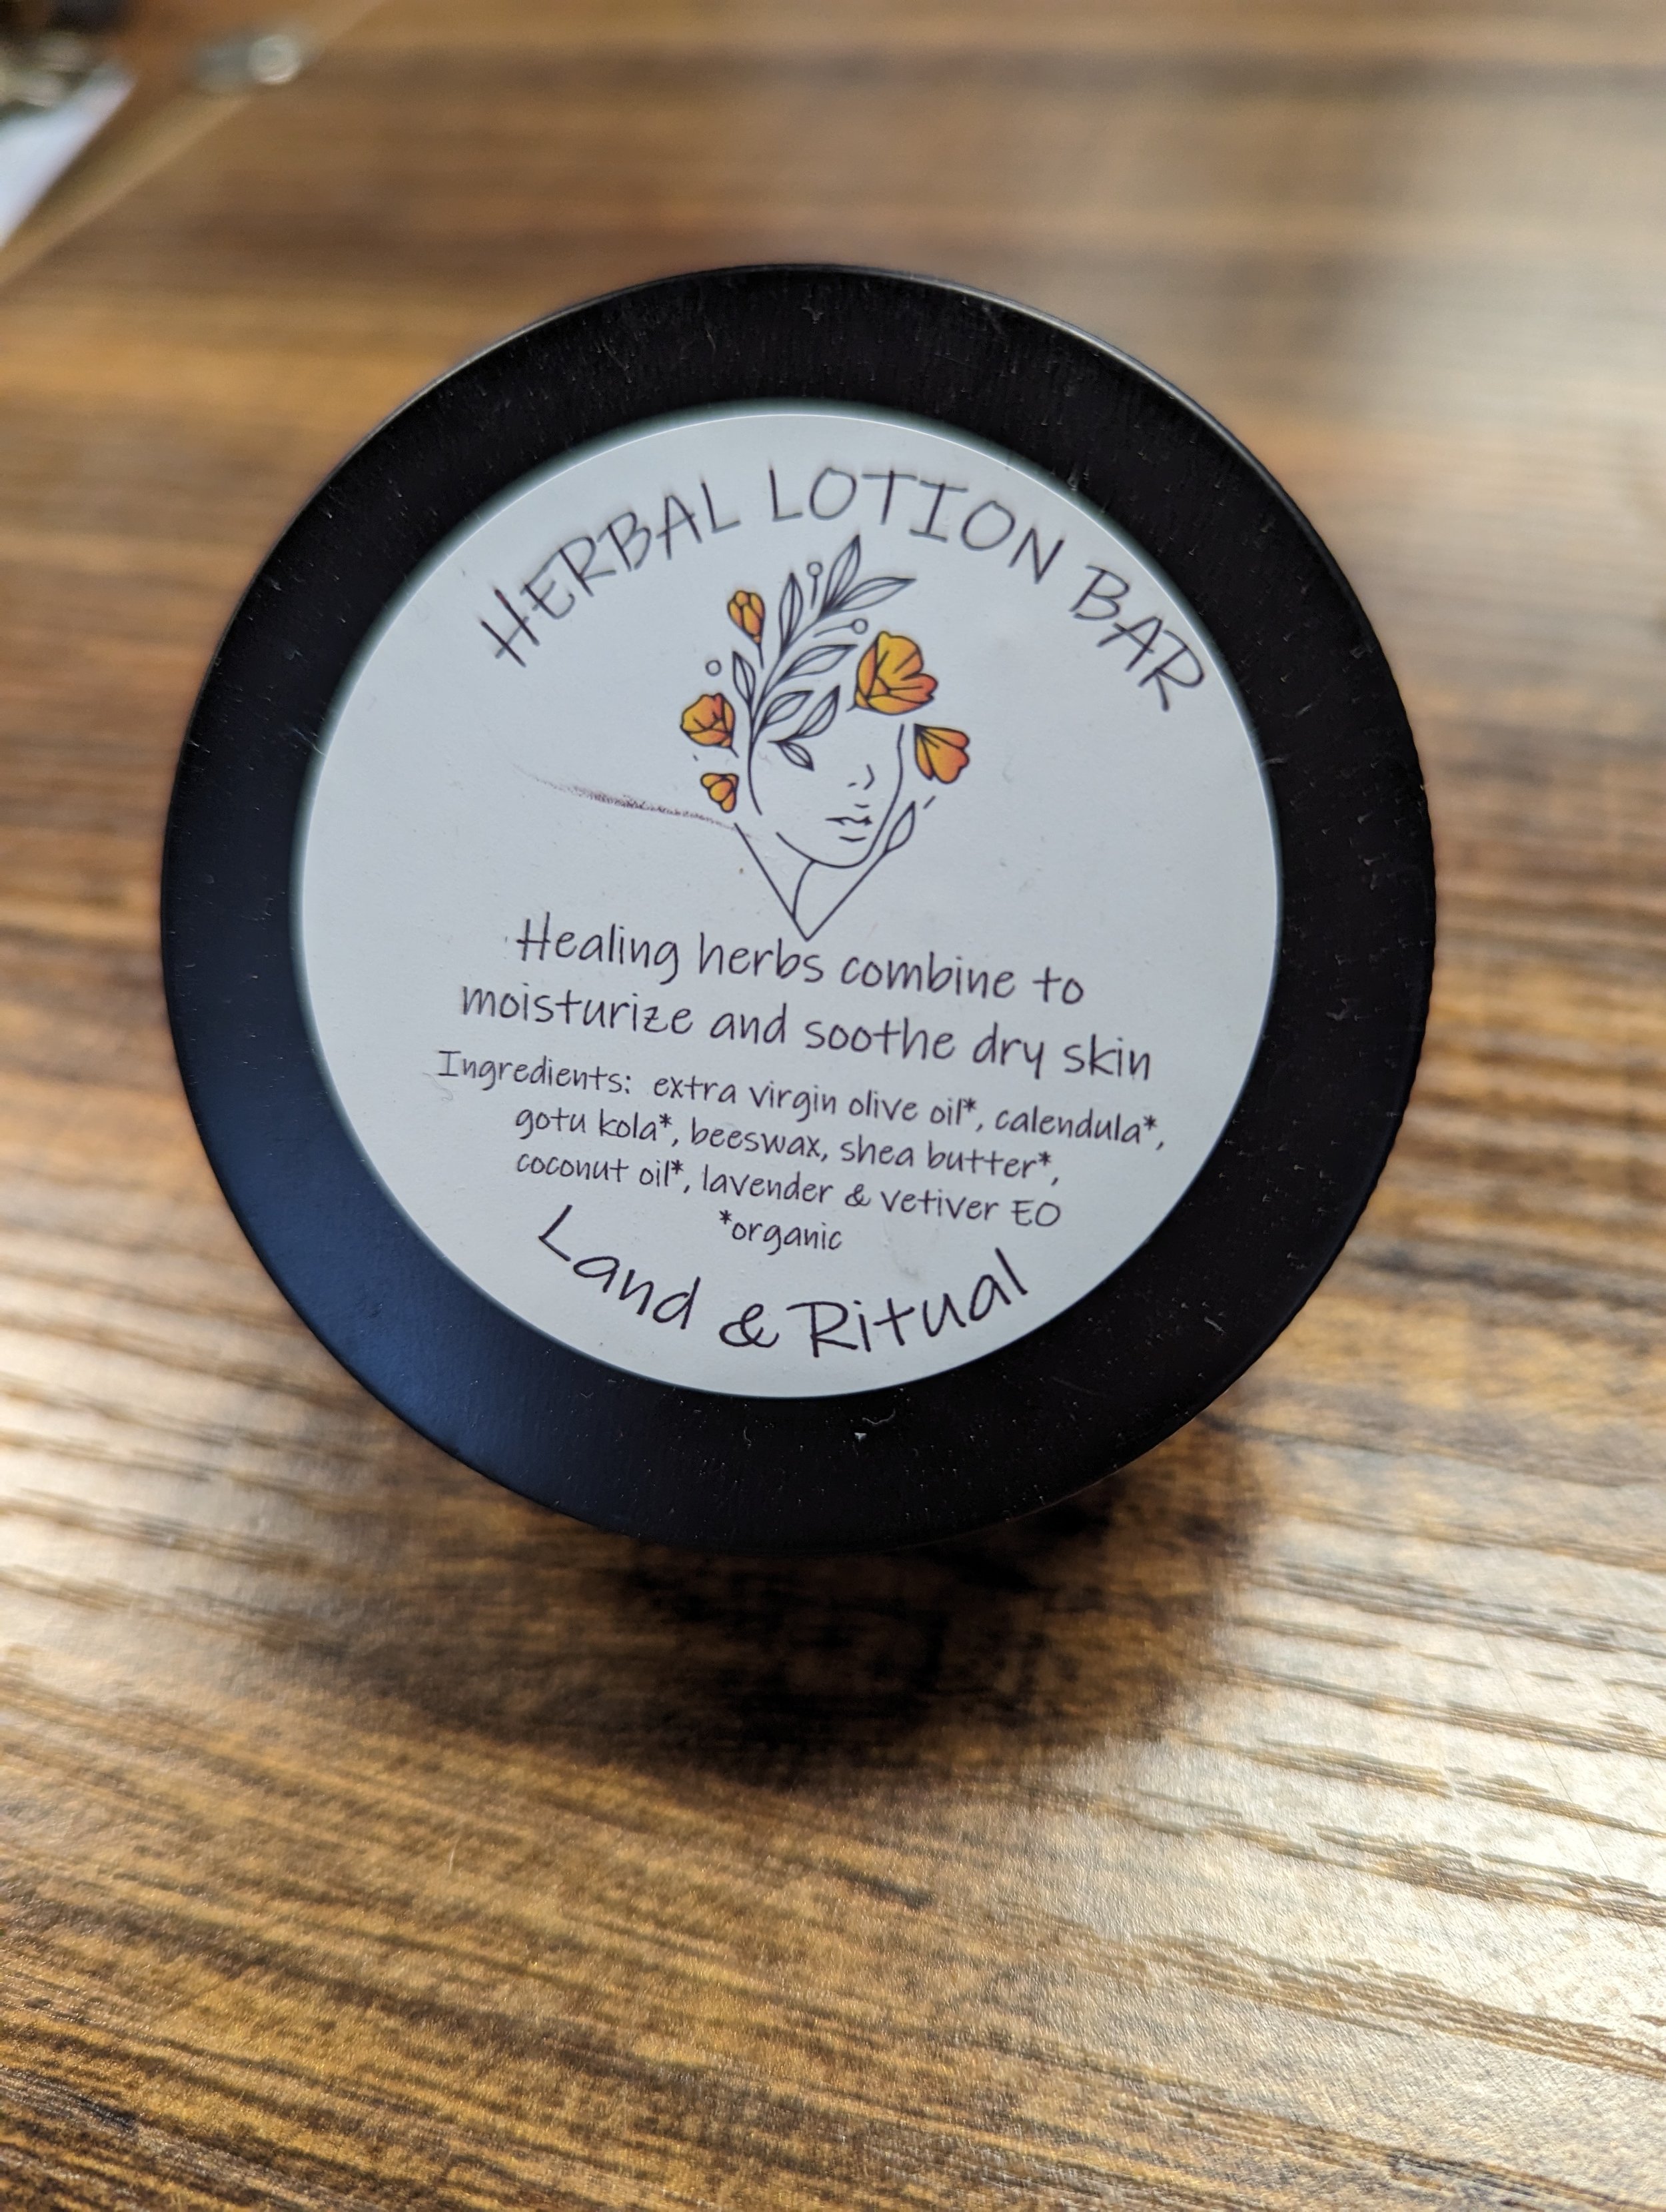 HERBAL LOTION BAR
Healing herbs combine to
moisturize and soothe dry skin
Ingredients: extra virgin olive oil*, calendula*,
gotu kola*, beeswax, shea butter*,
coconut oil*, lavender & vetiver EO
*organic
Land & Ritual